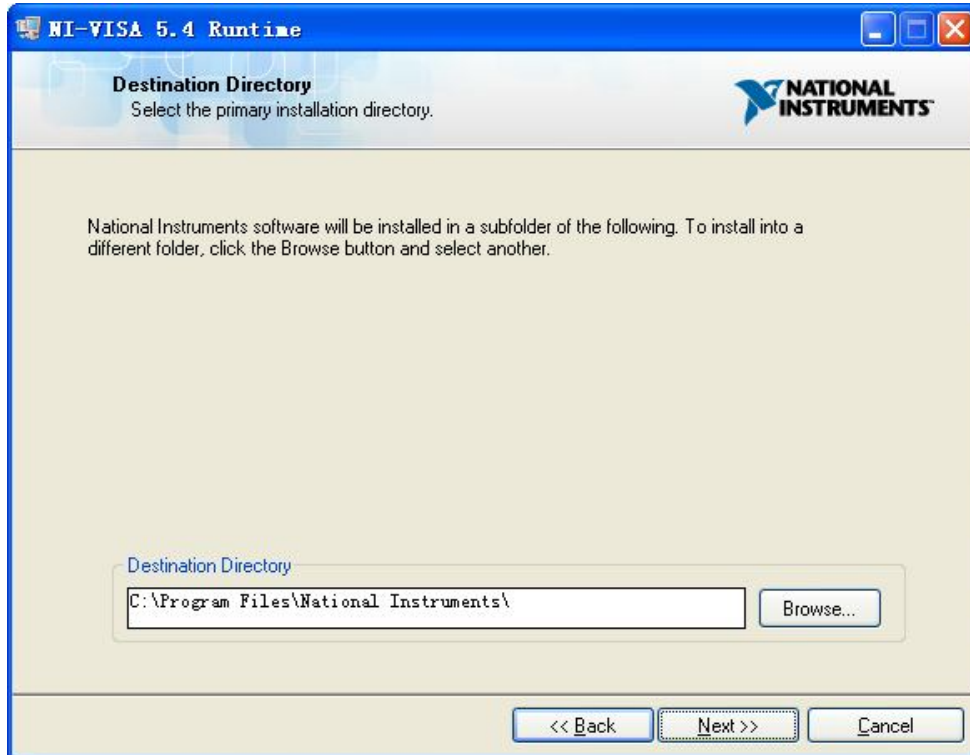 NI-VISA 5.4 Runtime
Destination Directory
Select the primary installation directory.
NATIONAL
INSTRUMENTS™
National Instruments software will be installed in a subfolder of the following. To install into a
different folder, click the Browse button and select another.
Destination Directory
C:\Program Files\National Instruments\
Browse...
<< Back
Next >>
Cancel